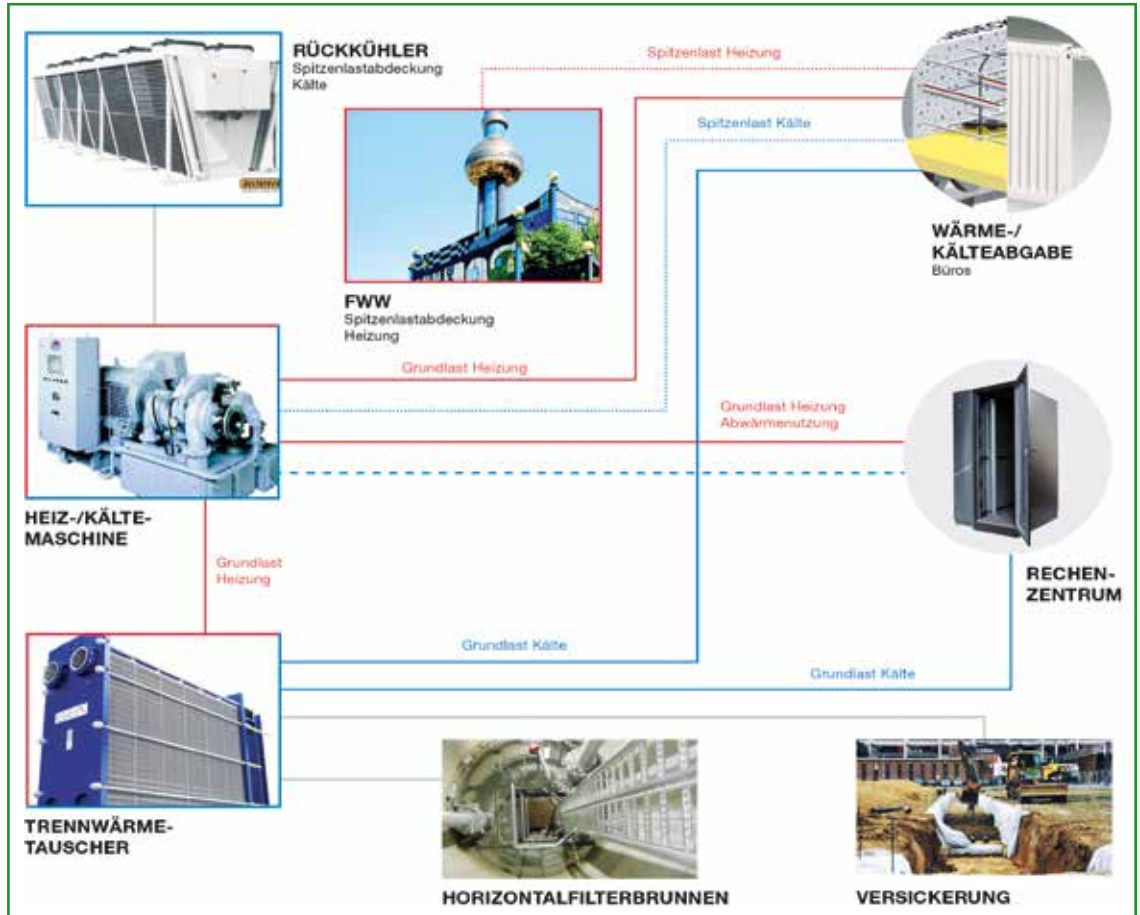 RÜCKKÜHLER
Spitzenlastabdeckung
Kälte
Spitzenlast Heizung
Spitzenlast Kälte
WÄRME-/
KÄLTEABGABE
Büros
FWW
Spitzenlastabdeckung
Heizung
Grundlast Heizung
Grundlast Heizung
Abwärmenutzung
HEIZ-/KÄLTE-
MASCHINE
RECHEN-
ZENTRUM
Grundlast
Heizung
Grundlast Kälte
Grundlast Kälte
TRENNWÄRME-
TAUSCHER
HORIZONTALFILTERBRUNNEN
VERSICKERUNG